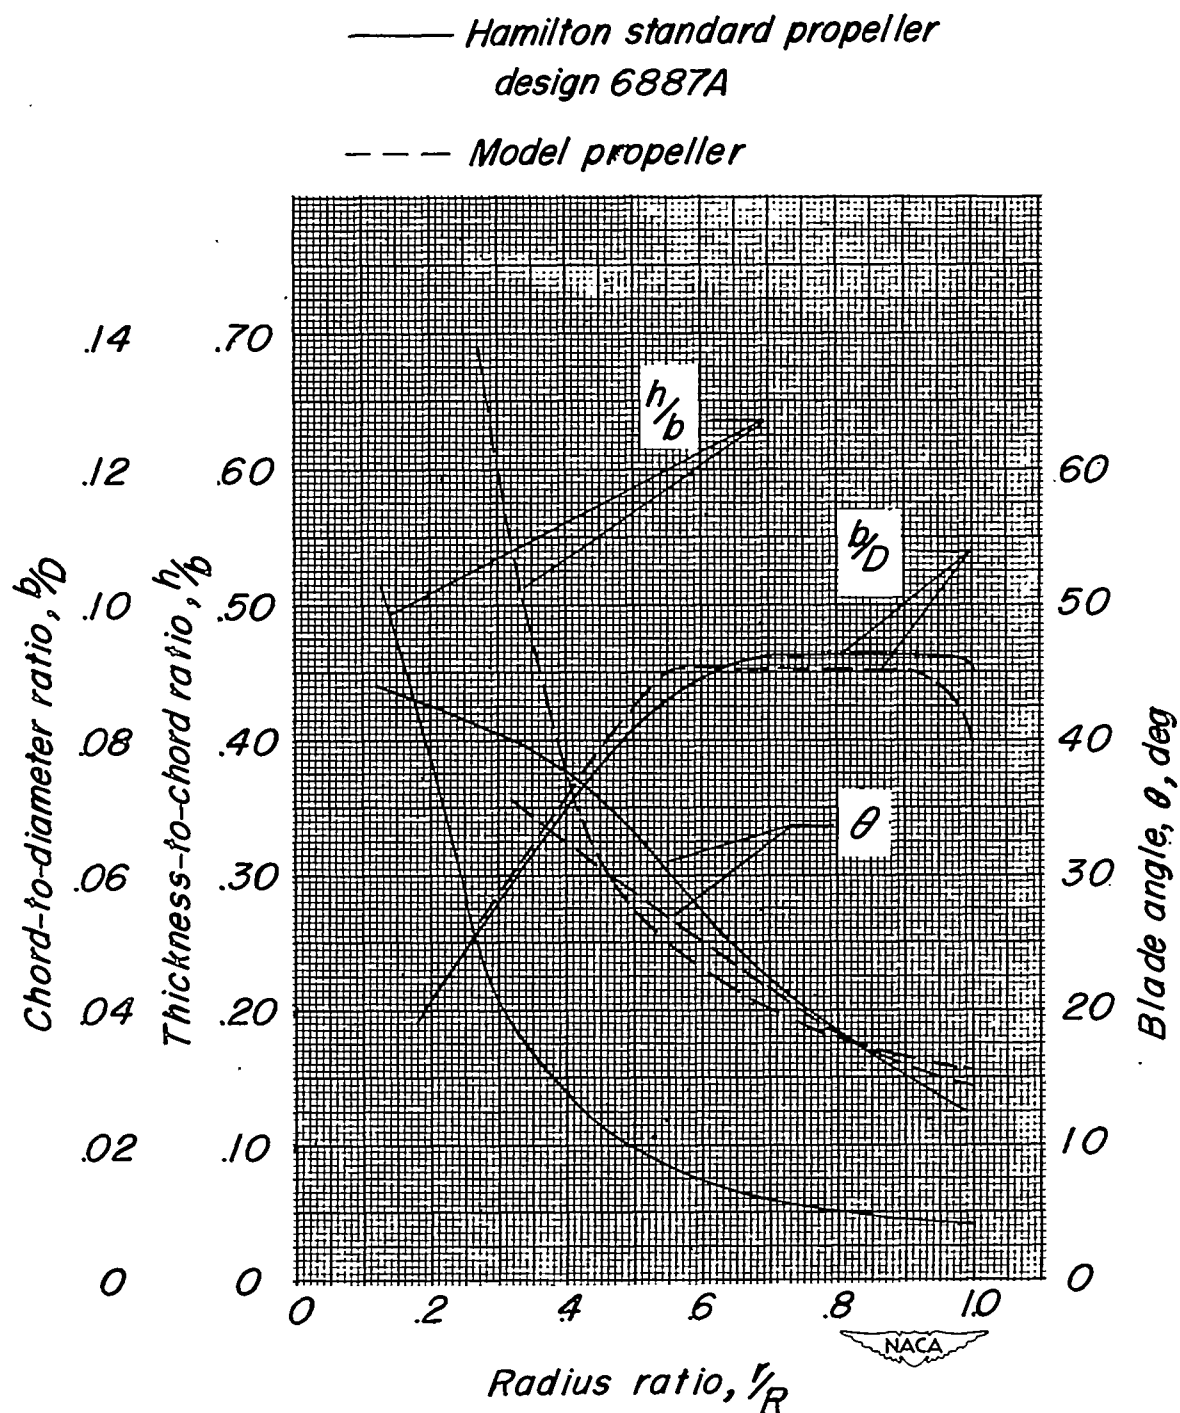 Hamilton standard propeller
design 6887A
Model propeller
.14 .70
h/b
.12 .60 60
b/D
.10 .50 50
.08 .40 40
θ
.06 .30 30
.04 .20 20
.02 .10 10
0 0 0
0 .2 .4 .6 .8 1.0
Chord-to-diameter ratio, b/D
Thickness-to-chord ratio, h/b
Blade angle, θ, deg
NACA
Radius ratio, r/R